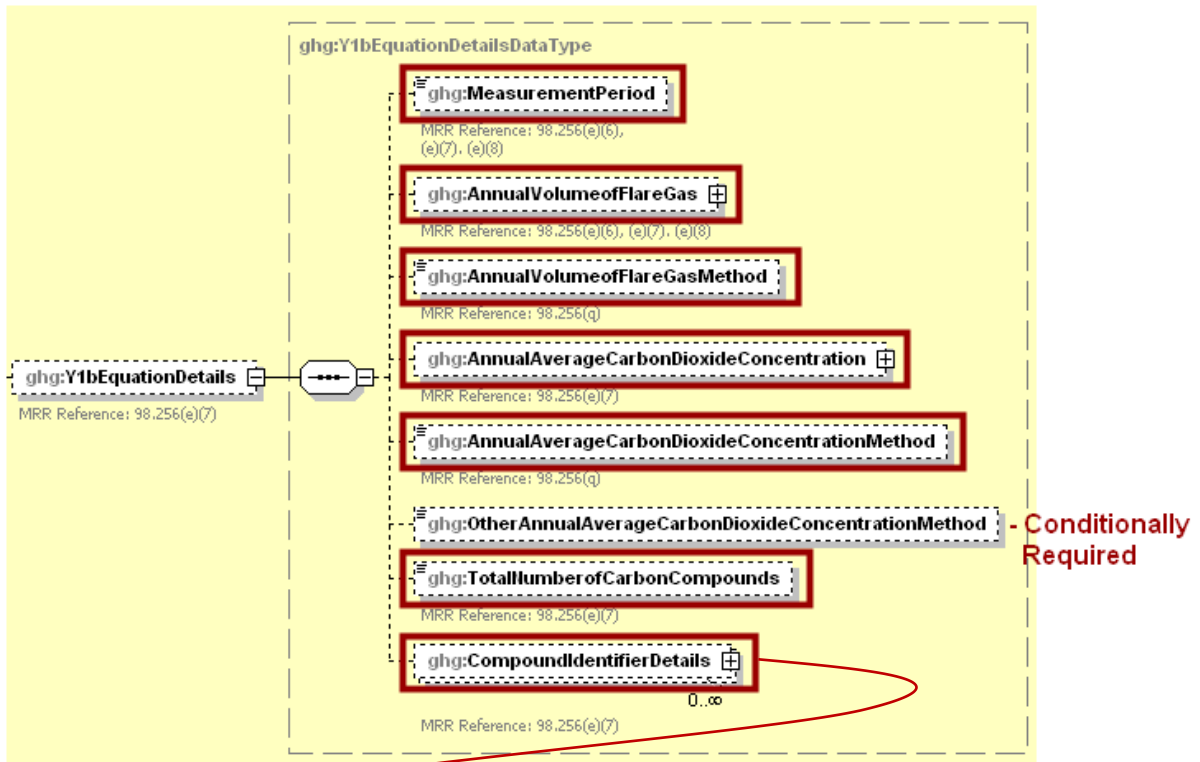 ghg:Y1bEquationDetailsDataType
ghg:MeasurementPeriod
MRR Reference: 98.256(e)(6),
(e)(7). (e)(8)
ghg:AnnualVolumeofFlareGas
MRR Reference: 98.256(e)(6), (e)(7). (e)(8)
ghg:AnnualVolumeofFlareGasMethod
MRR Reference: 98.256(q)
ghg:AnnualAverageCarbonDioxideConcentration
MRR Reference: 98.256(e)(7)
ghg:Y1bEquationDetails
MRR Reference: 98.256(e)(7)
ghg:AnnualAverageCarbonDioxideConcentrationMethod
MRR Reference: 98.256(q)
ghg:OtherAnnualAverageCarbonDioxideConcentrationMethod
- Conditionally
Required
ghg:TotalNumberofCarbonCompounds
MRR Reference: 98.256(e)(7)
ghg:CompoundIdentifierDetails
0..∞
MRR Reference: 98.256(e)(7)